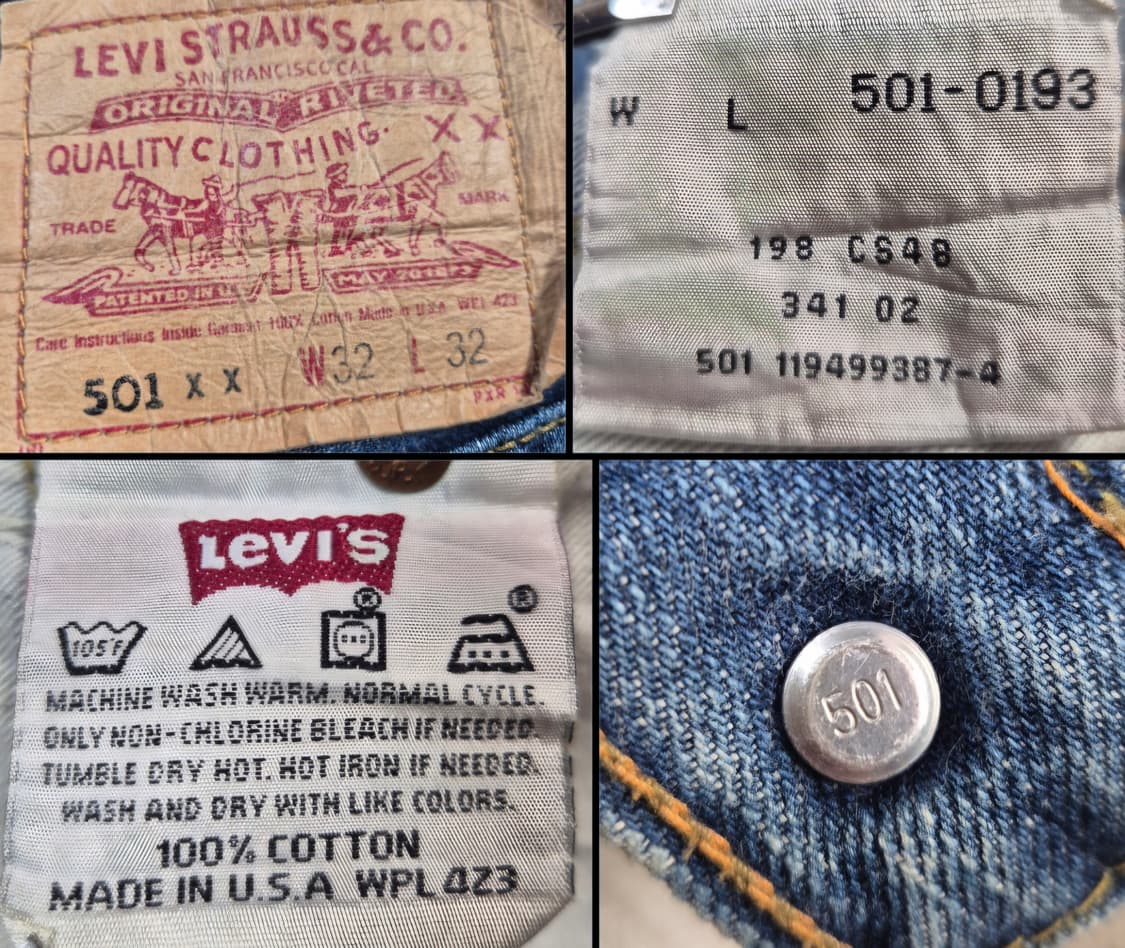 LEVI STRAUSS & CO.
SAN FRANCISCO CAL
ORIGINAL RIVETED
QUALITY CLOTHING.
X X
TRADE MARK
PATENTED IN U.S.
MAY 20 1873
Care Instructions Inside Garment 100% Cotton Made in U.S.A. WPL 423
501 X X W32 L 32
W L 501-0193
198 CS48
341 02
501 119499387-4
LEVI'S
®
®
105°F
MACHINE WASH WARM. NORMAL CYCLE.
ONLY NON-CHLORINE BLEACH IF NEEDED.
TUMBLE DRY HOT. HOT IRON IF NEEDED.
WASH AND DRY WITH LIKE COLORS.
100% COTTON
MADE IN U.S.A WPL 423
501